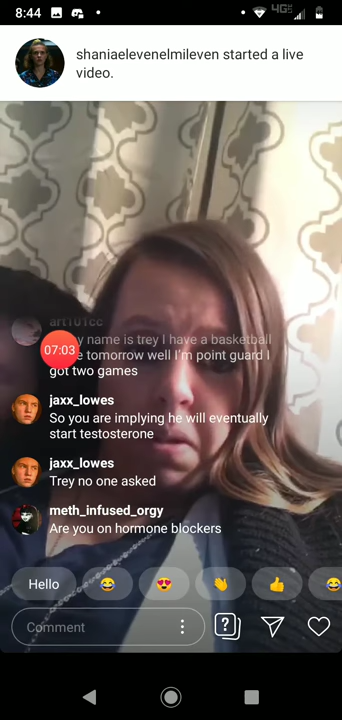 8:44
4G
shaniaelevenelmileven started a live
video.
art101cc
y name is trey I have a basketball
07:03
e tomorrow well I'm point guard I
got two games
jaxx_lowes
So you are implying he will eventually
start testosterone
jaxx_lowes
Trey no one asked
meth_infused_orgy
Are you on hormone blockers
Hello
Comment